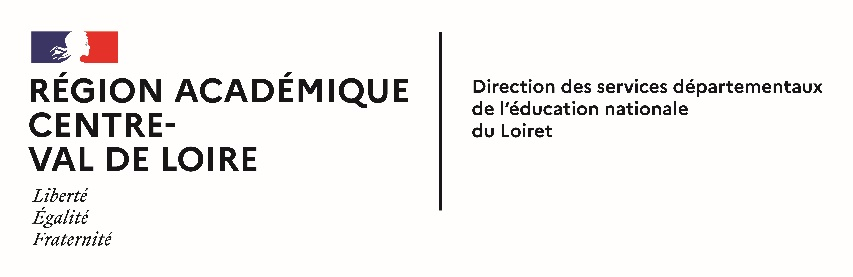 RÉGION ACADÉMIQUE
CENTRE-
VAL DE LOIRE
Liberté
Égalité
Fraternité
Direction des services départementaux
de l'éducation nationale
du Loiret